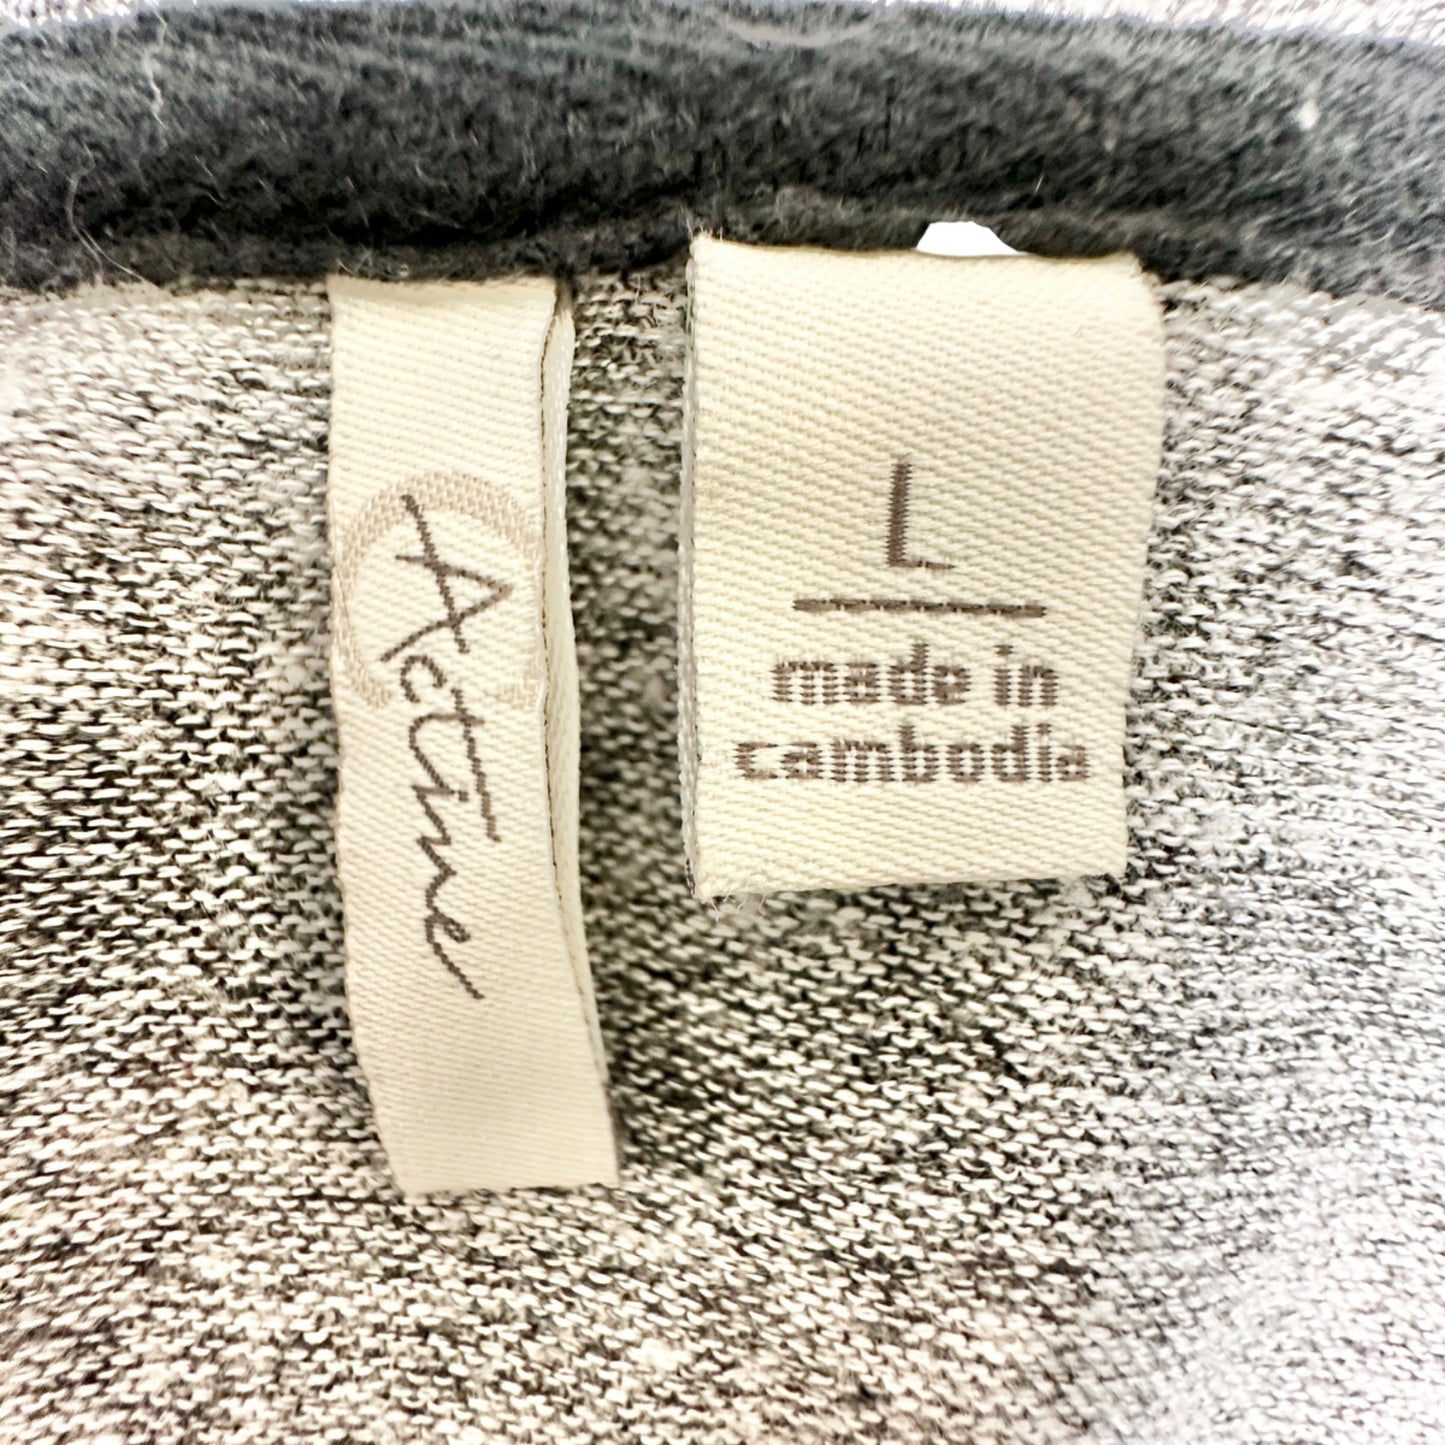 Active
L
made in
cambodia